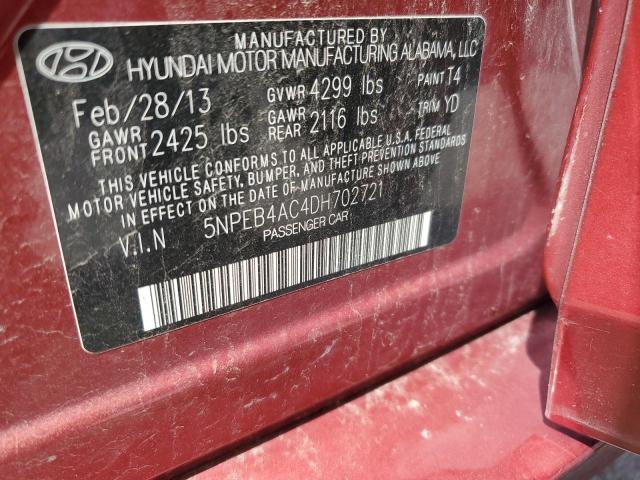 MANUFACTURED BY
HYUNDAI MOTOR MANUFACTURING ALABAMA, LLC
Feb/28/13 GVWR 4299 lbs PAINT T4
GAWR FRONT 2425 lbs GAWR REAR 2116 lbs TRIM YD
THIS VEHICLE CONFORMS TO ALL APPLICABLE U.S.A. FEDERAL
MOTOR VEHICLE SAFETY, BUMPER, AND THEFT PREVENTION STANDARDS
IN EFFECT ON THE DATE OF MANUFACTURE SHOWN ABOVE
V.I.N 5NPEB4AC4DH702721
PASSENGER CAR